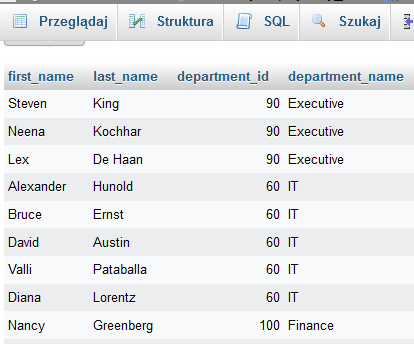 Przeglądaj Struktura SQL Szukaj
first_name last_name department_id department_name
Steven King 90 Executive
Neena Kochhar 90 Executive
Lex De Haan 90 Executive
Alexander Hunold 60 IT
Bruce Ernst 60 IT
David Austin 60 IT
Valli Pataballa 60 IT
Diana Lorentz 60 IT
Nancy Greenberg 100 Finance